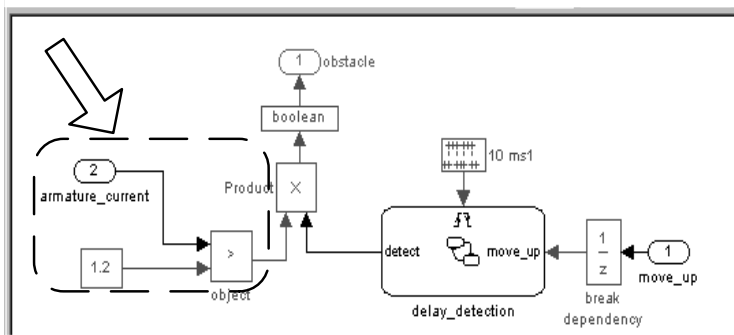 1
obstacle
boolean
2
10 ms1
Product
X
armature_current
>
detect
move_up
1
z
1
1.2
object
move_up
break
dependency
delay_detection